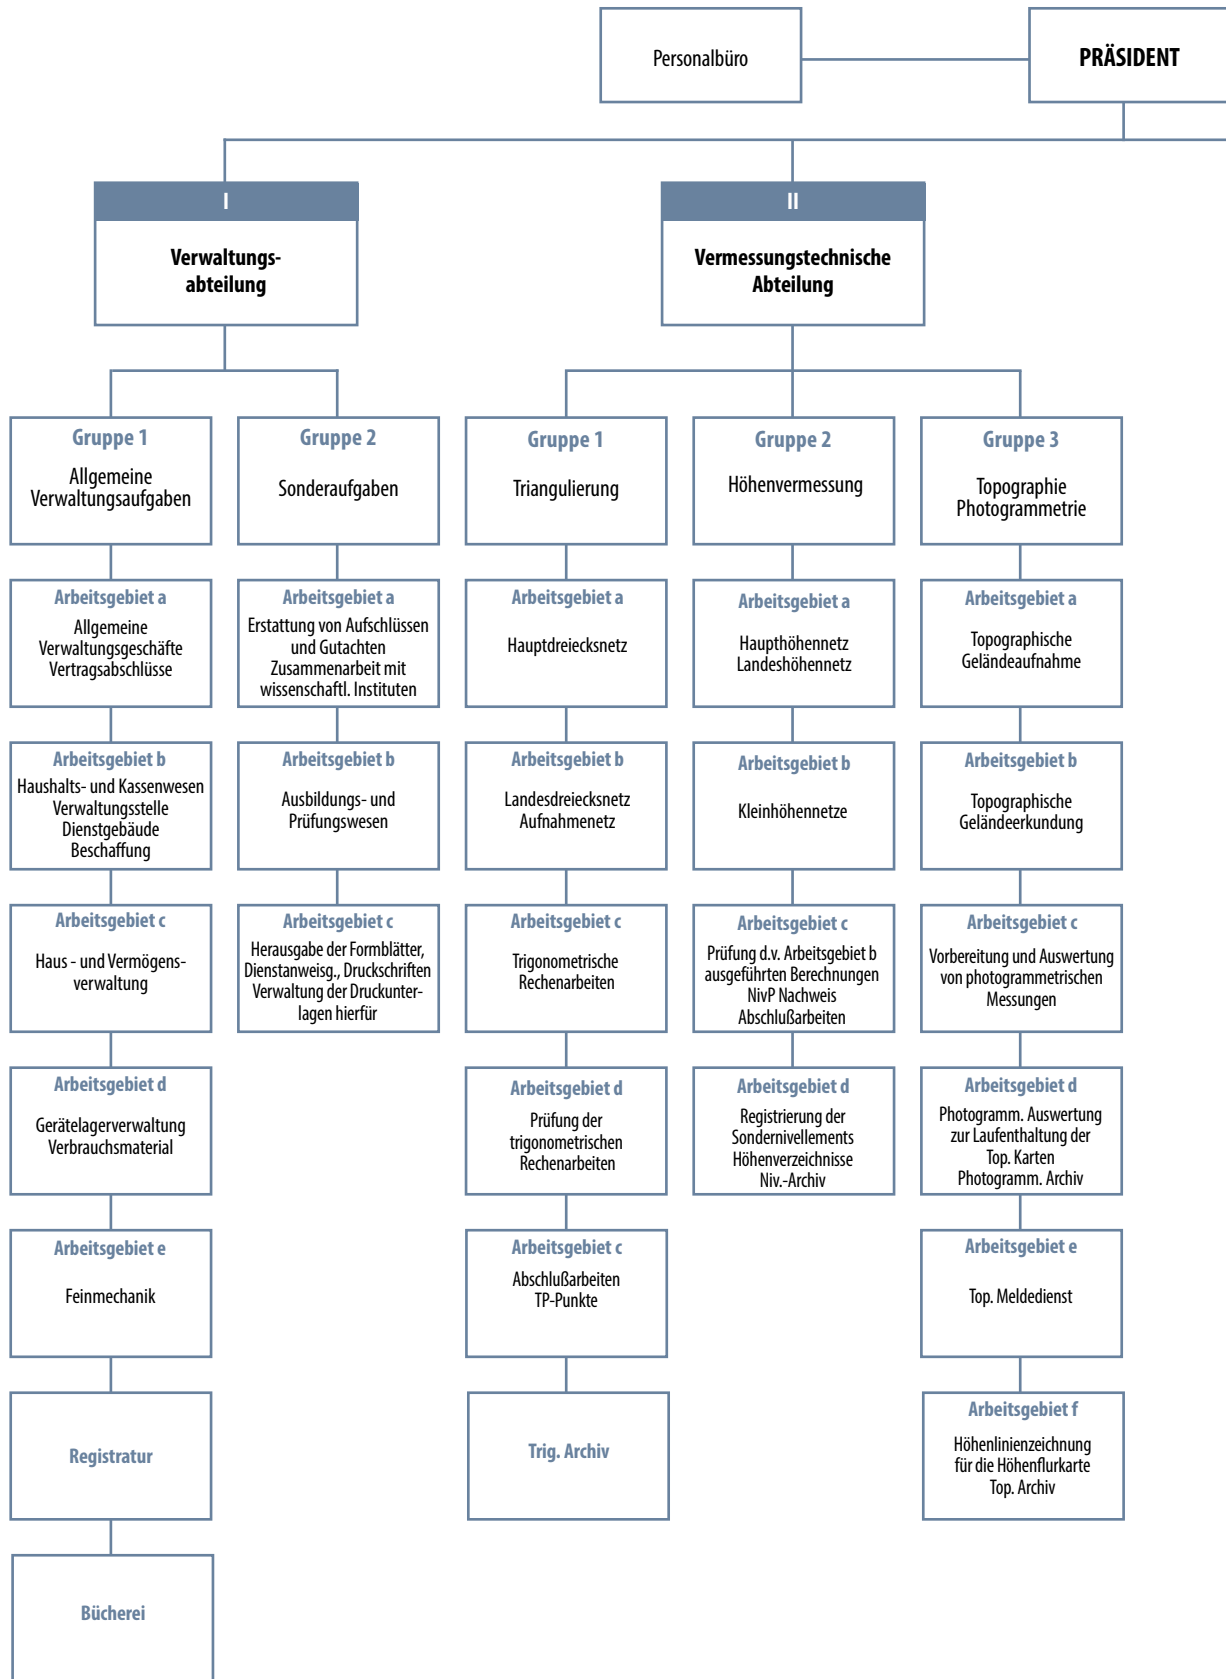 Personalbüro
PRÄSIDENT
I
Verwaltungs-
abteilung
II
Vermessungstechnische
Abteilung
Gruppe 1
Allgemeine
Verwaltungsaufgaben
Arbeitsgebiet a
Allgemeine
Verwaltungsgeschäfte
Vertragsabschlüsse
Arbeitsgebiet b
Haushalts- und Kassenwesen
Verwaltungsstelle
Dienstgebäude
Beschaffung
Arbeitsgebiet c
Haus - und Vermögens-
verwaltung
Arbeitsgebiet d
Gerätelagerverwaltung
Verbrauchsmaterial
Arbeitsgebiet e
Feinmechanik
Registratur
Bücherei
Gruppe 2
Sonderaufgaben
Arbeitsgebiet a
Erstattung von Aufschlüssen
und Gutachten
Zusammenarbeit mit
wissenschaftl. Instituten
Arbeitsgebiet b
Ausbildungs- und
Prüfungswesen
Arbeitsgebiet c
Herausgabe der Formblätter,
Dienstanweisg., Druckschriften
Verwaltung der Druckunter-
lagen hierfür
Gruppe 1
Triangulierung
Arbeitsgebiet a
Hauptdreiecksnetz
Arbeitsgebiet b
Landesdreiecksnetz
Aufnahmenetz
Arbeitsgebiet c
Trigonometrische
Rechenarbeiten
Arbeitsgebiet d
Prüfung der
trigonometrischen
Rechenarbeiten
Arbeitsgebiet c
Abschlußarbeiten
TP-Punkte
Trig. Archiv
Gruppe 2
Höhenvermessung
Arbeitsgebiet a
Haupthöhennetz
Landeshöhennetz
Arbeitsgebiet b
Kleinhöhennetze
Arbeitsgebiet c
Prüfung d.v. Arbeitsgebiet b
ausgeführten Berechnungen
NivP Nachweis
Abschlußarbeiten
Arbeitsgebiet d
Registrierung der
Sondernivellements
Höhenverzeichnisse
Niv.-Archiv
Gruppe 3
Topographie
Photogrammetrie
Arbeitsgebiet a
Topographische
Geländeaufnahme
Arbeitsgebiet b
Topographische
Geländeerkundung
Arbeitsgebiet c
Vorbereitung und Auswertung
von photogrammetrischen
Messungen
Arbeitsgebiet d
Photogramm. Auswertung
zur Laufenthaltung der
Top. Karten
Photogramm. Archiv
Arbeitsgebiet e
Top. Meldedienst
Arbeitsgebiet f
Höhenlinienzeichnung
für die Höhenflurkarte
Top. Archiv